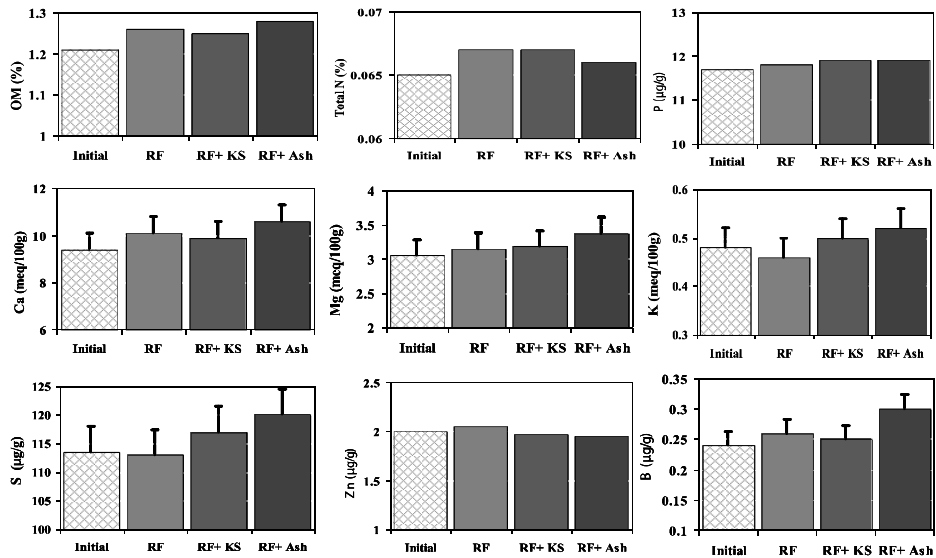 OM (%)
1.3
1.2
1.1
1
Initial RF RF+ KS RF+ Ash
Total N (%)
0.07
0.065
0.06
Initial RF RF+ KS RF+ Ash
P (µg/g)
13
12
11
10
Initial RF RF+ KS RF+ Ash
Ca (meq/100g)
12
10
8
6
Initial RF RF+ KS RF+ Ash
Mg (meq/100g)
4
3.5
3
2.5
2
Initial RF RF+ KS RF+ Ash
K (meq/100g)
0.6
0.5
0.4
0.3
Initial RF RF+ KS RF+ Ash
S (µg/g)
125
120
115
110
105
100
Initial RF RF+ KS RF+ Ash
Zn (µg/g)
2.5
2
1.5
1
Initial RF RF+ KS RF+ Ash
B (µg/g)
0.35
0.3
0.25
0.2
0.15
0.1
Initial RF RF+ KS RF+ Ash